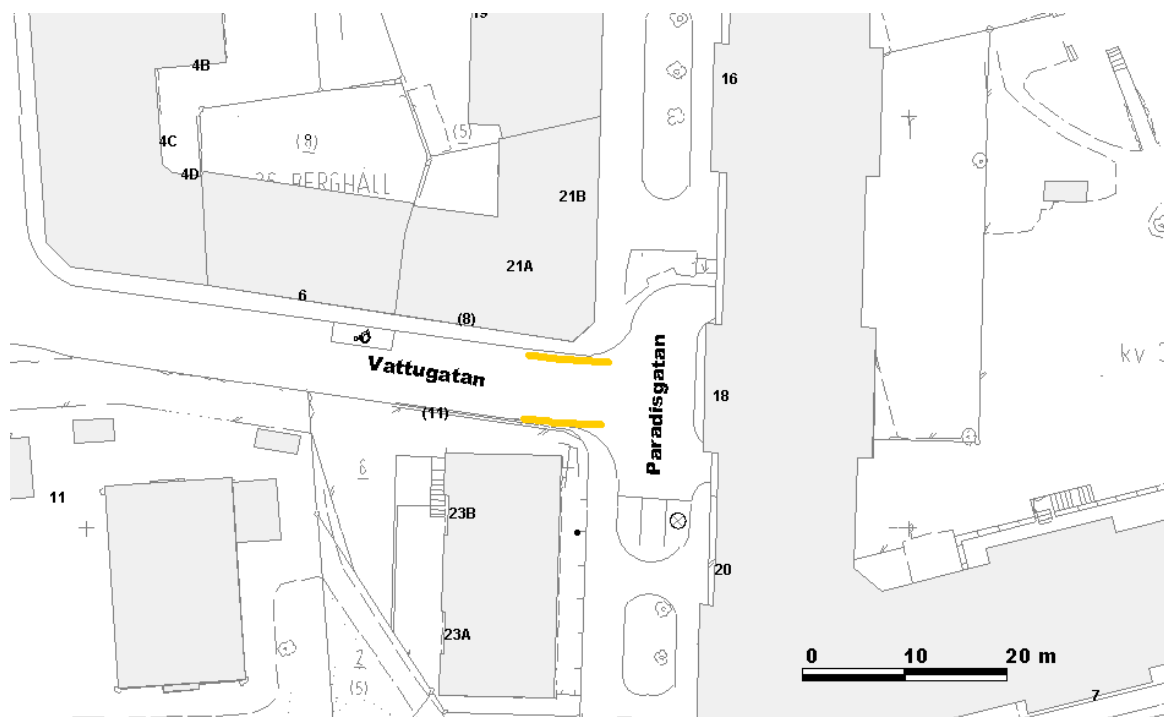 19
4B
16
4C
(8)
(5)
4D
21B
21A
6
(8)
Vattugatan
(11)
Paradisgatan
18
kv
6
11
23B
20
23A
2
(5)
0 10 20 m
7